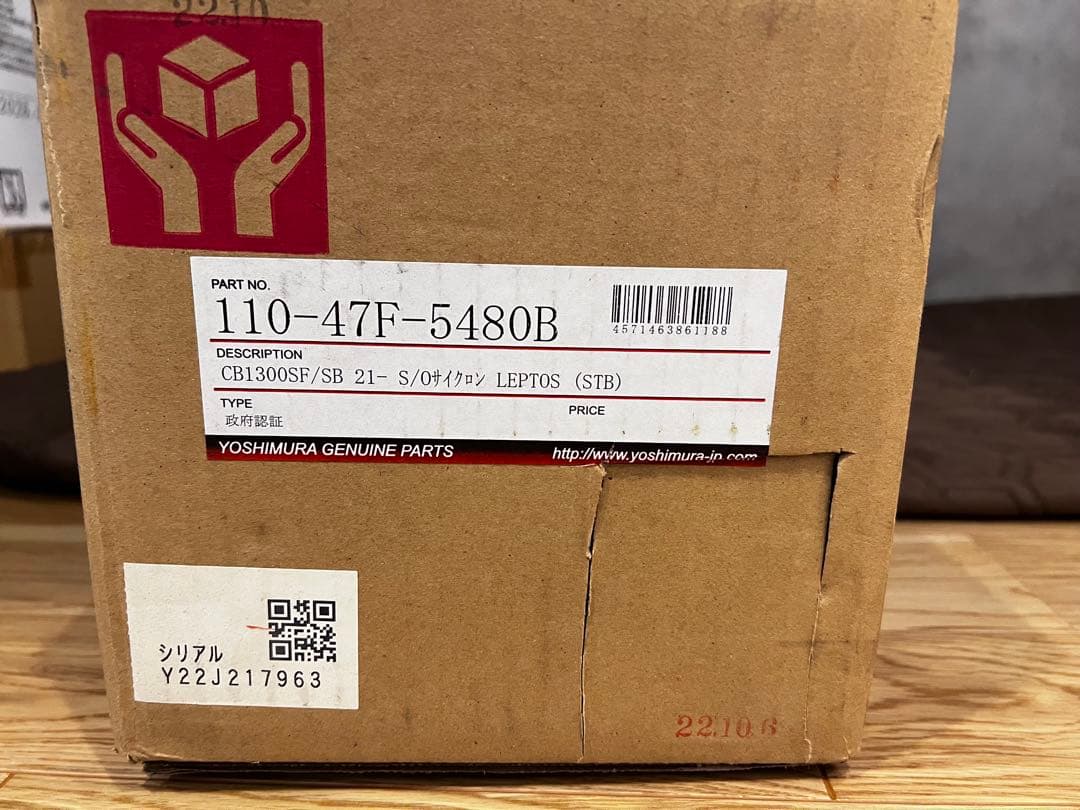 22.10
PART NO.
110-47F-5480B
4571463861188
DESCRIPTION
CB1300SF/SB 21- S/Oｻｲｸﾛﾝ LEPTOS (STB)
TYPE
PRICE
政府認証
YOSHIMURA GENUINE PARTS
http://www.yoshimura-jp.com
シリアル
Y22J217963
22.10.6